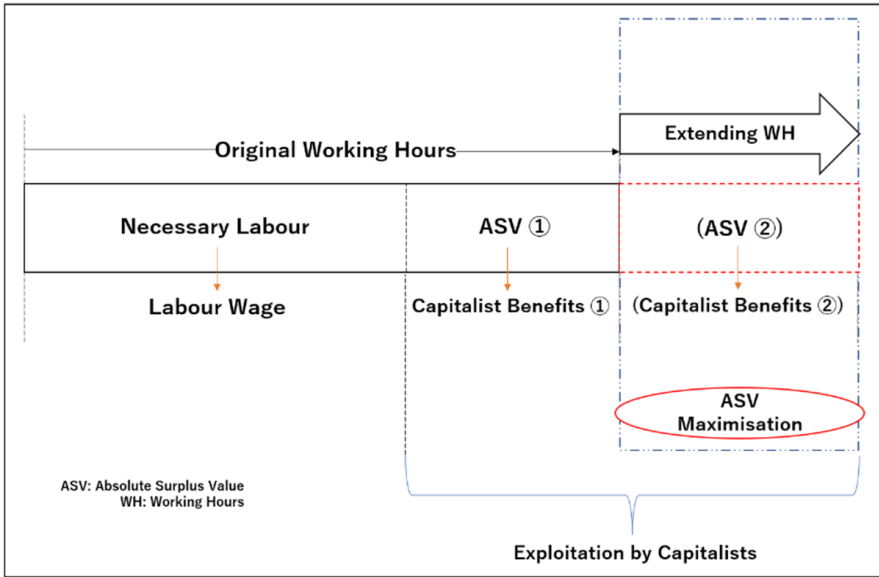 Extending WH
Original Working Hours
Necessary Labour
ASV ①
(ASV ②)
Labour Wage
Capitalist Benefits ①
(Capitalist Benefits ②)
ASV
Maximisation
ASV: Absolute Surplus Value
WH: Working Hours
Exploitation by Capitalists